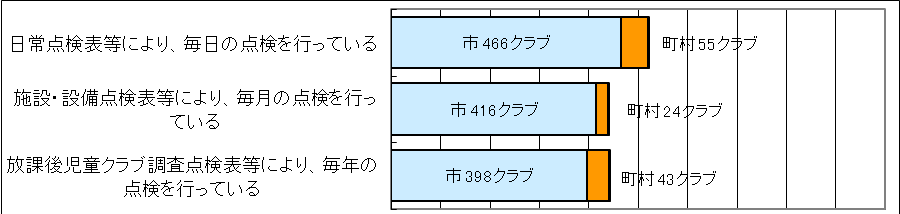 日常点検表等により、毎日の点検を行っている
市466クラブ
町村55クラブ
施設・設備点検表等により、毎月の点検を行っ
ている
市416クラブ
町村24クラブ
放課後児童クラブ調査点検表等により、毎年の
点検を行っている
市398クラブ
町村43クラブ